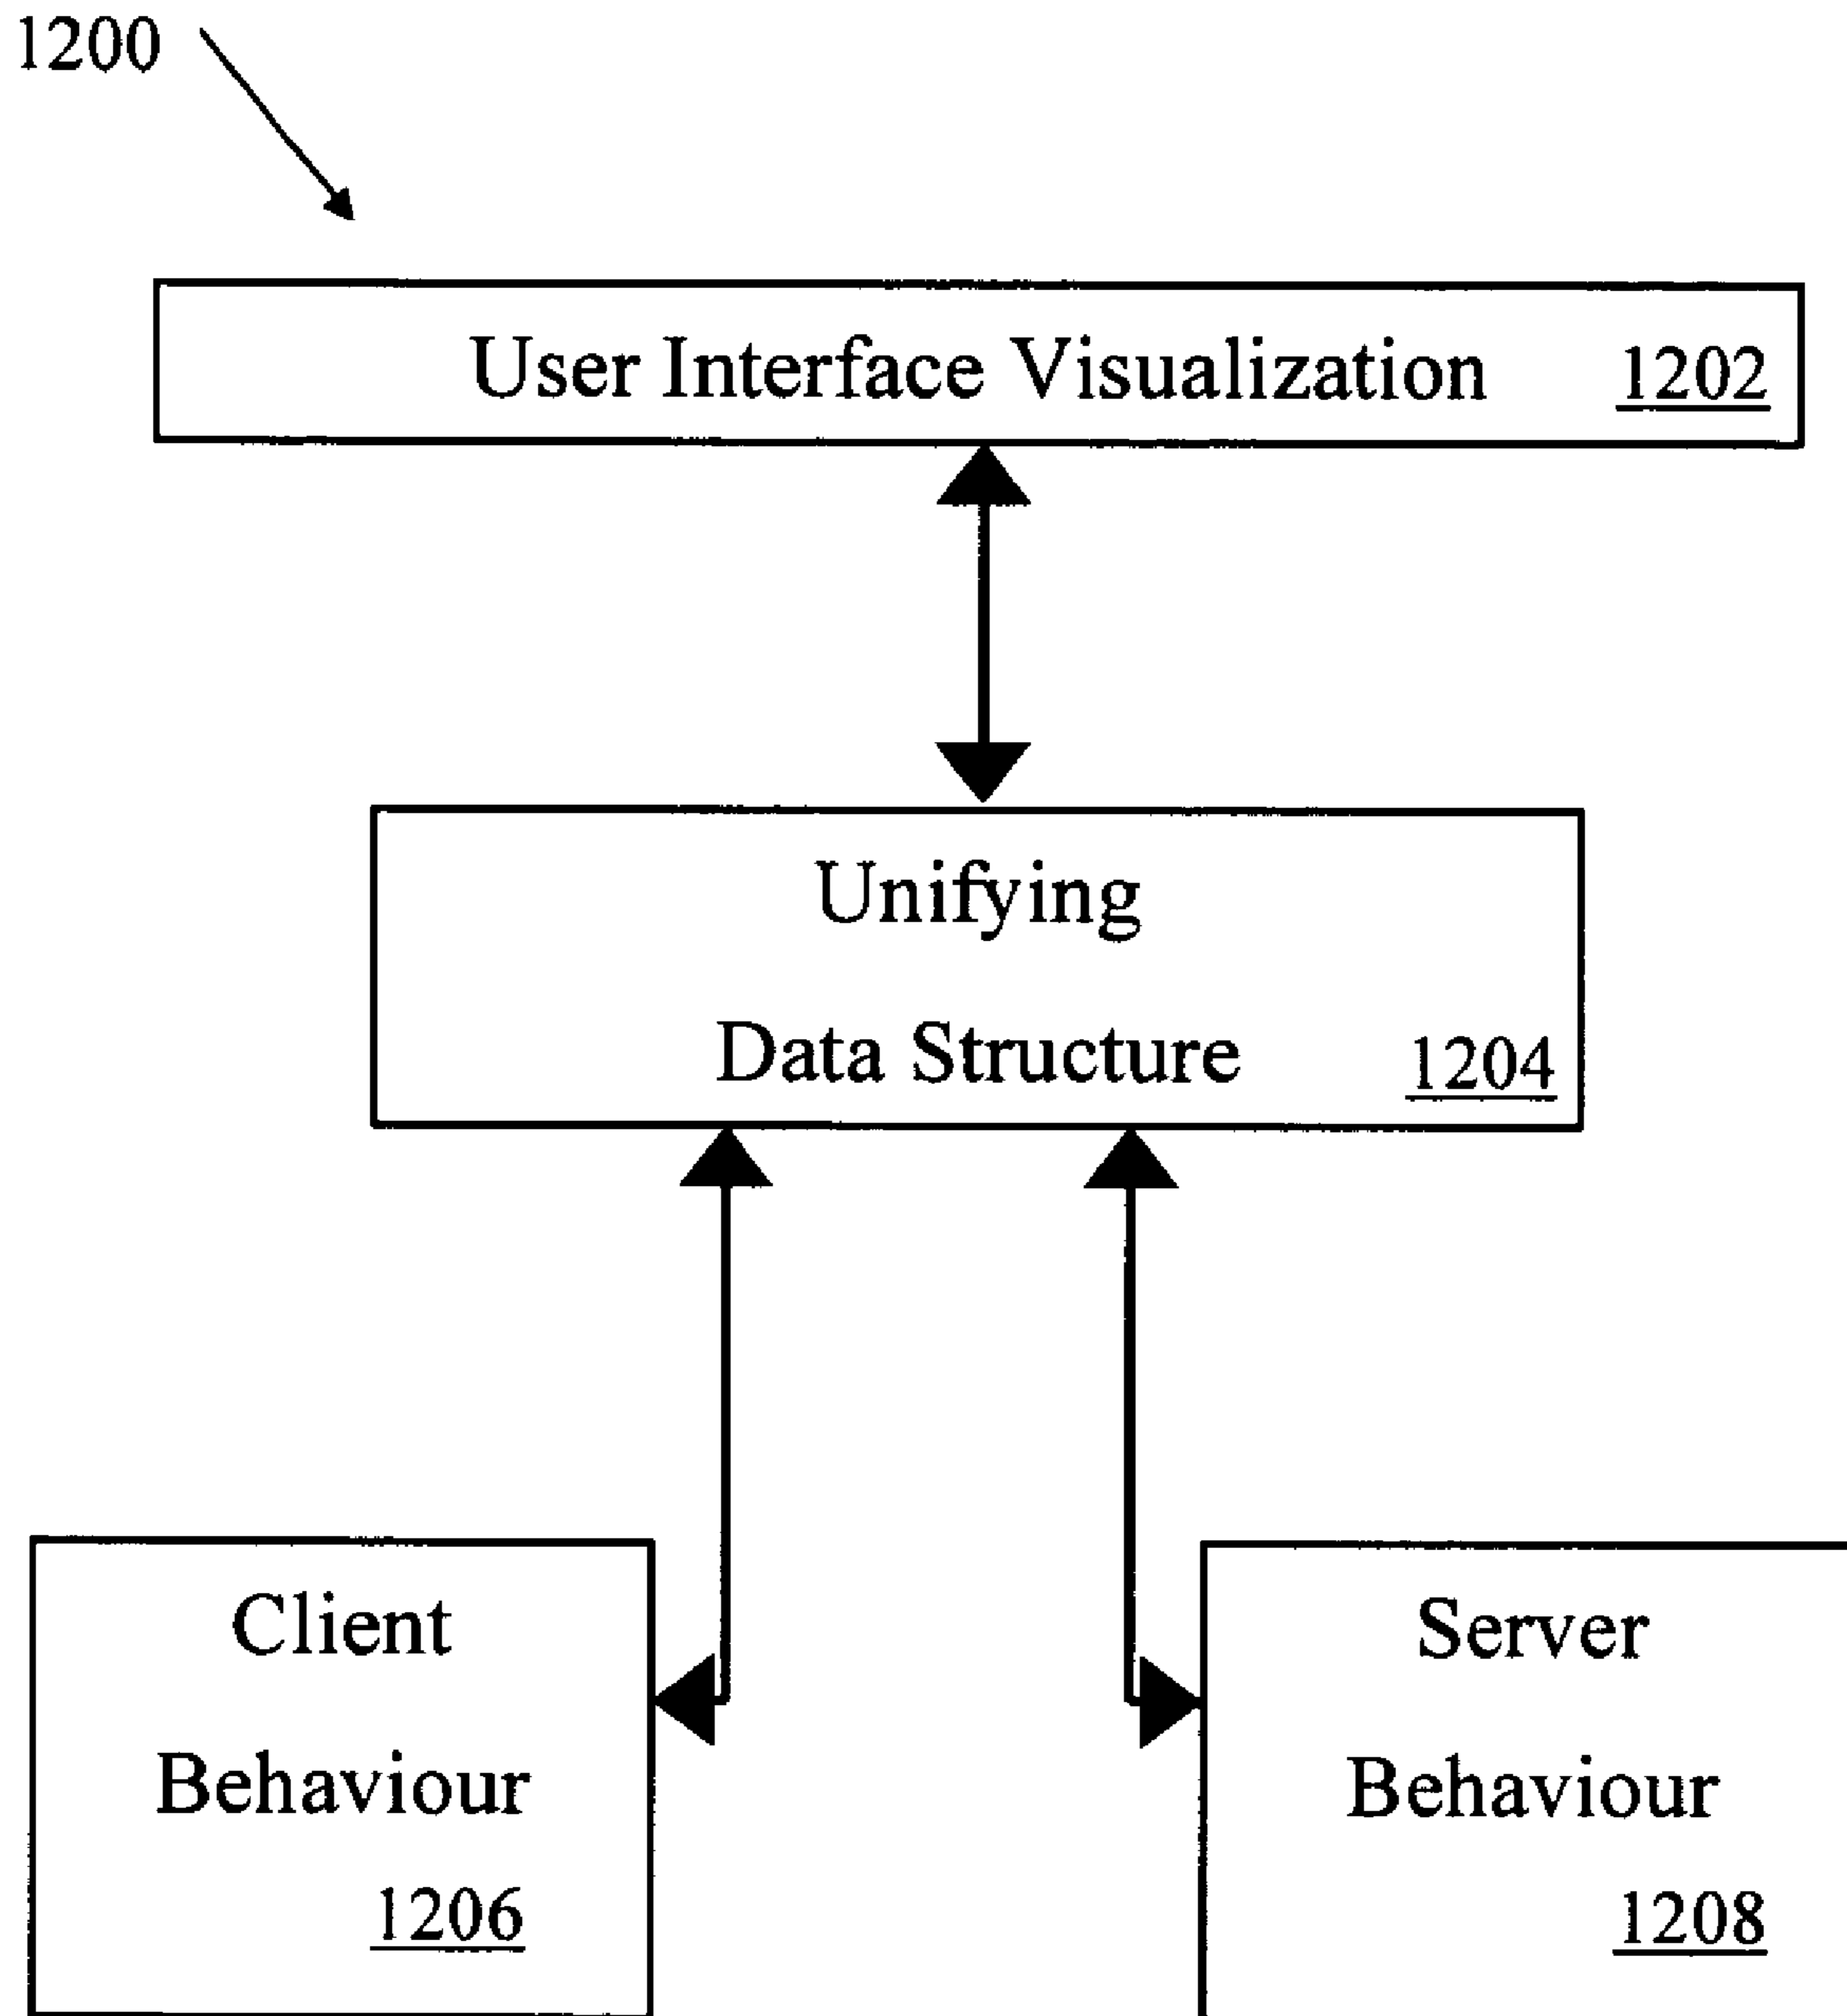 1200
User Interface Visualization 1202
Unifying
Data Structure 1204
Client
Behaviour
1206
Server
Behaviour
1208